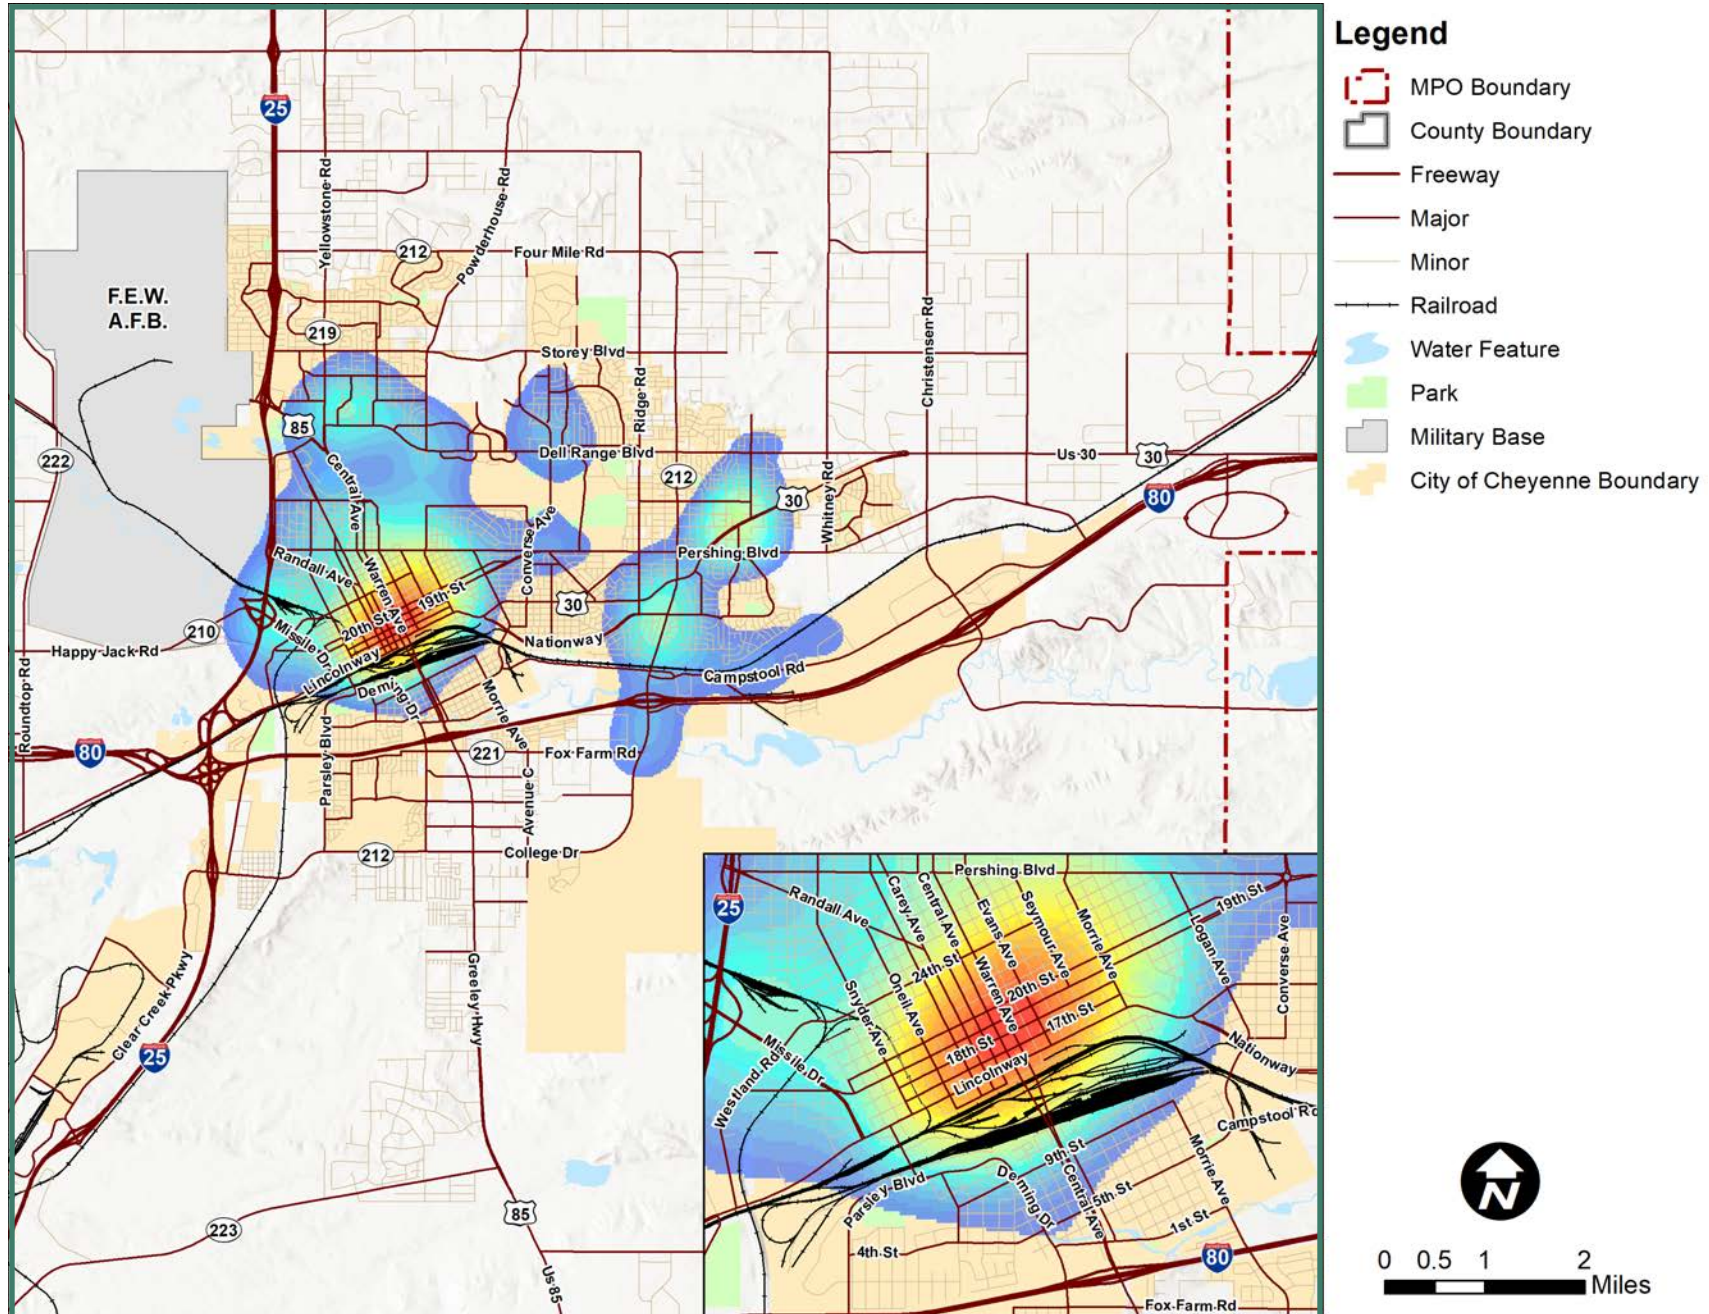 25
Yellowstone Rd
Powderhouse Rd
212
Four Mile Rd
F.E.W.
A.F.B.
219
Storey Blvd
Ridge Rd
Christensen Rd
85
222
Dell Range Blvd
Us 30
30
212
30
Whitney Rd
80
Central Ave
Converse Ave
Pershing Blvd
Randall Ave
Warren Ave
19th St
30
20th St
210
Missile Dr
Nationway
Happy Jack Rd
Lincolnway
Campstool Rd
Deming Dr
Morrie Ave
Roundtop Rd
Parsley Blvd
80
221
Fox Farm Rd
Avenue C
212
College Dr
Greeley Hwy
Clear Creek Pkwy
25
223
85
Us 85
Pershing Blvd
25
Randall Ave
Carey Ave
Central Ave
Evans Ave
Seymour Ave
Morrie Ave
19th St
Logan Ave
Converse Ave
24th St
20th St
Warren Ave
Oneil Ave
Snyder Ave
17th St
18th St
Lincolnway
Missile Dr
Westland Rd
Nationway
Campstool Rd
9th St
Morrie Ave
Parsley Blvd
Deming Dr
Central Ave
5th St
1st St
4th St
80
Fox Farm Rd
Legend
MPO Boundary
County Boundary
Freeway
Major
Minor
Railroad
Water Feature
Park
Military Base
City of Cheyenne Boundary
N
0 0.5 1 2
Miles